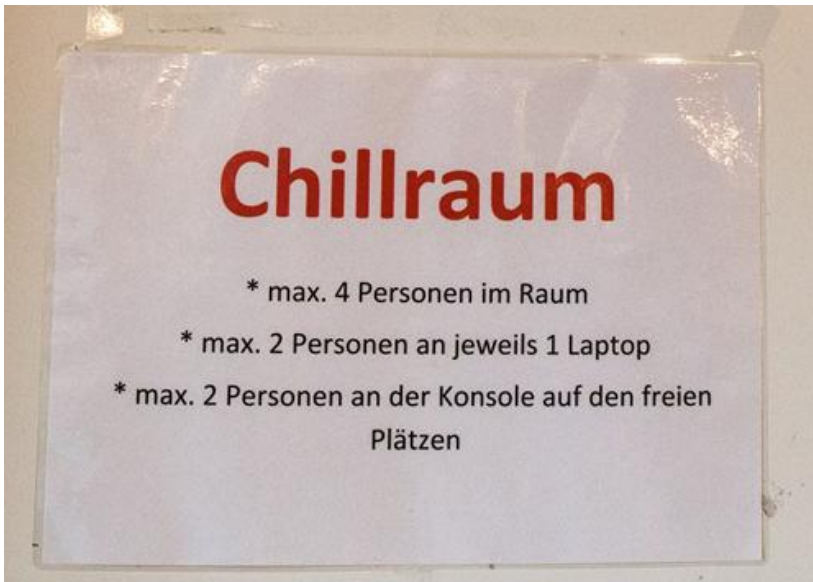 Chillraum
* max. 4 Personen im Raum
* max. 2 Personen an jeweils 1 Laptop
* max. 2 Personen an der Konsole auf den freien
Plätzen